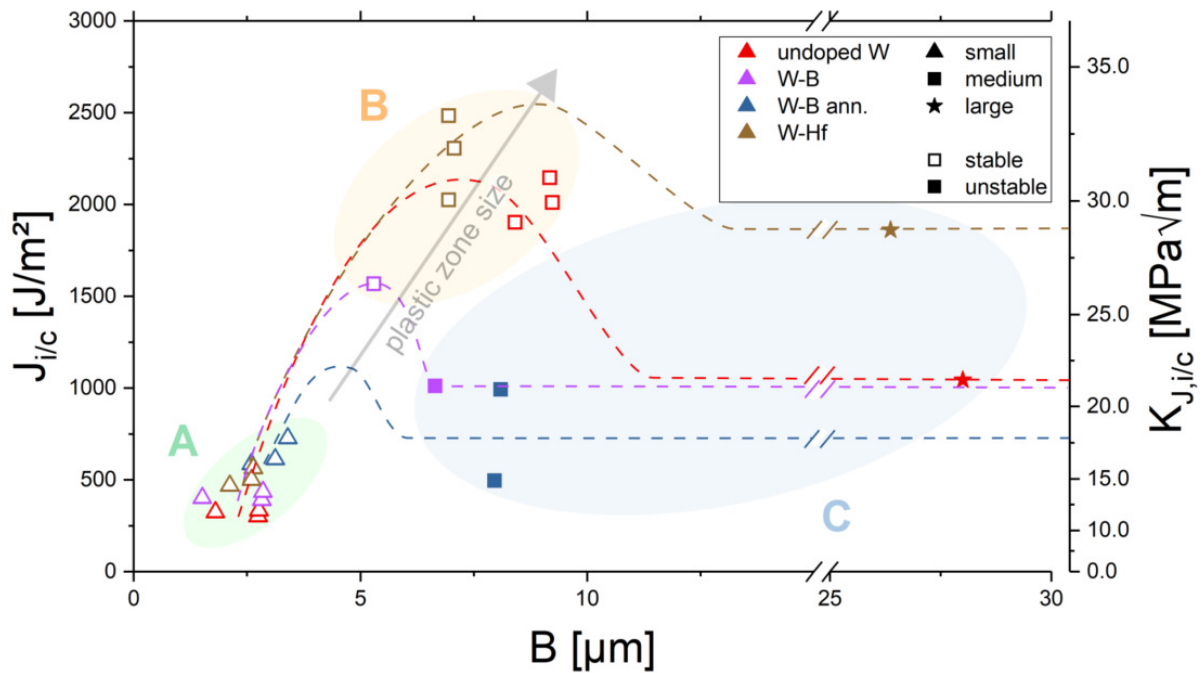 3000
2500
2000
1500
1000
500
0
J_{i/c} [J/m²]
0
5
10
25
30
B [µm]
35.0
30.0
25.0
20.0
15.0
10.0
0.0
K_{J,i/c} [MPa√m]
undoped W
W-B
W-B ann.
W-Hf
small
medium
large
stable
unstable
A
B
C
plastic zone size